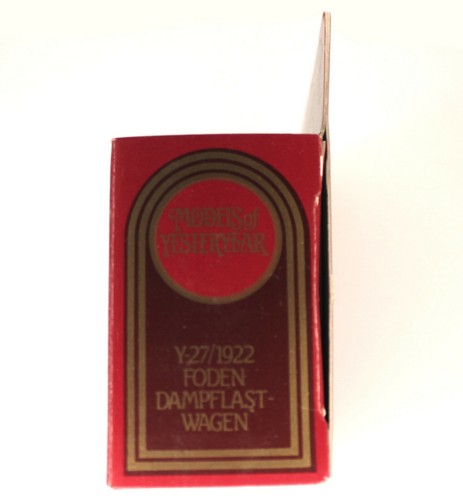 MODELS of
YESTERYEAR
Y-27/1922
FODEN
DAMPFLAST-
WAGEN